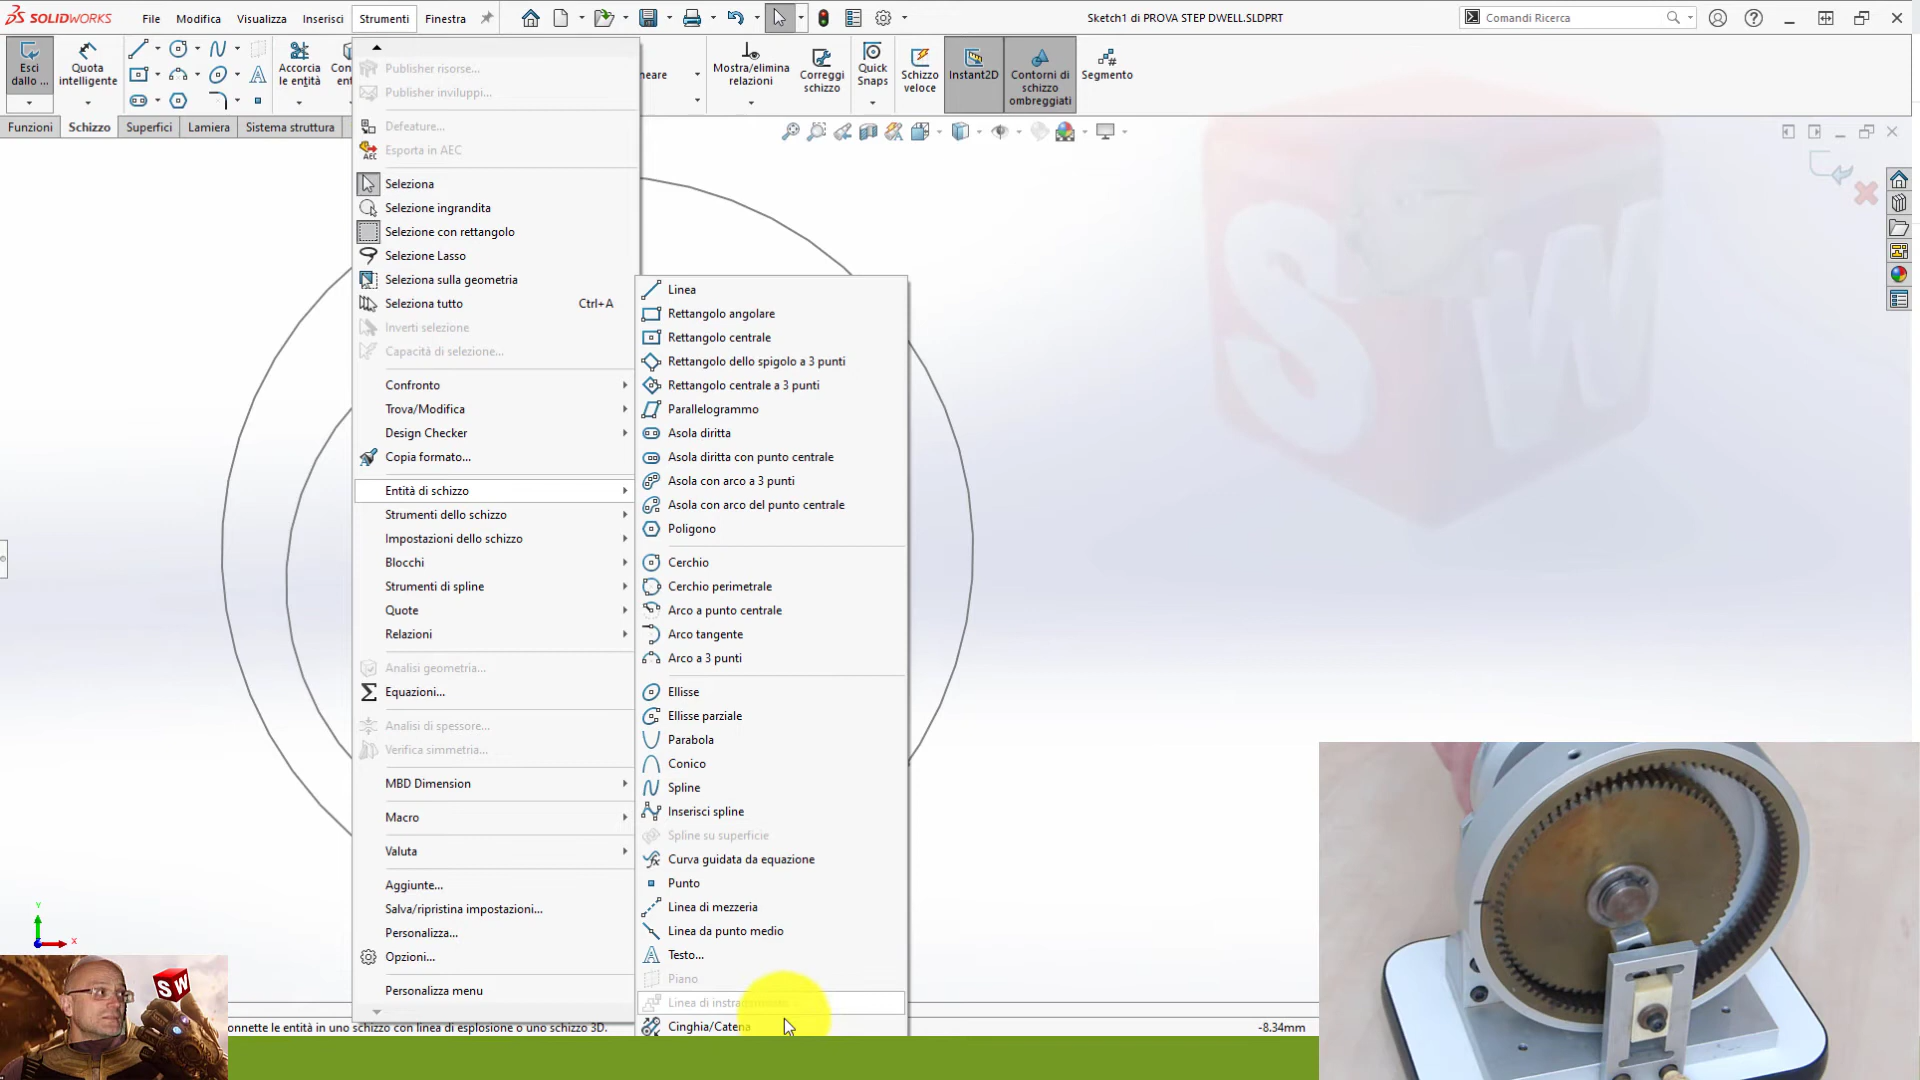 SOLIDWORKS
File
Modifica
Visualizza
Inserisci
Strumenti
Finestra
Sketch1 di PROVA STEP DWELL.SLDPRT
Comandi Ricerca
Esci
dallo ...
Quota
intelligente
Accorcia
le entità
Con
ent
neare
Mostra/elimina
relazioni
Correggi
schizzo
Quick
Snaps
Schizzo
veloce
Instant2D
Contorni di
schizzo
ombreggiati
Segmento
Funzioni
Schizzo
Superfici
Lamiera
Sistema struttura
Publisher risorse...
Publisher inviluppi...
Defeature...
Esporta in AEC
Seleziona
Selezione ingrandita
Selezione con rettangolo
Selezione Lasso
Seleziona sulla geometria
Seleziona tutto Ctrl+A
Inverti selezione
Capacità di selezione...
Confronto
Trova/Modifica
Design Checker
Copia formato...
Entità di schizzo
Strumenti dello schizzo
Impostazioni dello schizzo
Blocchi
Strumenti di spline
Quote
Relazioni
Analisi geometria...
Equazioni...
Analisi di spessore...
Verifica simmetria...
MBD Dimension
Macro
Valuta
Aggiunte...
Salva/ripristina impostazioni...
Personalizza...
Opzioni...
Personalizza menu
Linea
Rettangolo angolare
Rettangolo centrale
Rettangolo dello spigolo a 3 punti
Rettangolo centrale a 3 punti
Parallelogrammo
Asola diritta
Asola diritta con punto centrale
Asola con arco a 3 punti
Asola con arco del punto centrale
Poligono
Cerchio
Cerchio perimetrale
Arco a punto centrale
Arco tangente
Arco a 3 punti
Ellisse
Ellisse parziale
Parabola
Conico
Spline
Inserisci spline
Spline su superficie
Curva guidata da equazione
Punto
Linea di mezzeria
Linea da punto medio
Testo...
Piano
Linea di instradamento
Cinghia/Catena
onnette le entità in uno schizzo con linea di esplosione o uno schizzo 3D.
-8.34mm
Y
X
SW
SW